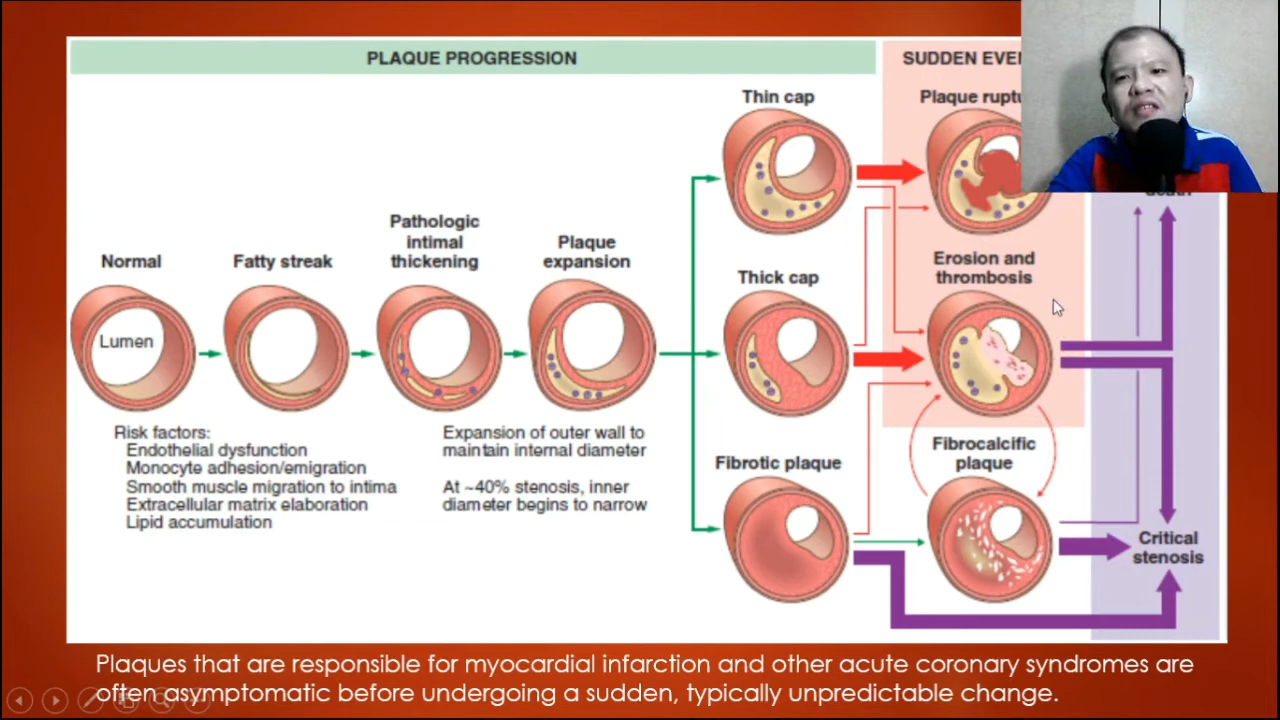 PLAQUE PROGRESSION
SUDDEN
Thin cap
Plaque
Pathologic
intimal
thickening
Plaque
expansion
Normal
Fatty streak
Lumen
Thick cap
Erosion and
thrombosis
Risk factors:
Endothelial dysfunction
Monocyte adhesion/emigration
Smooth muscle migration to intima
Extracellular matrix elaboration
Lipid accumulation
Expansion of outer wall to
maintain internal diameter
At ~40% stenosis, inner
diameter begins to narrow
Fibrotic plaque
Fibrocalcific
plaque
Critical
stenosis
Plaques that are responsible for myocardial infarction and other acute coronary syndromes are
often asymptomatic before undergoing a sudden, typically unpredictable change.